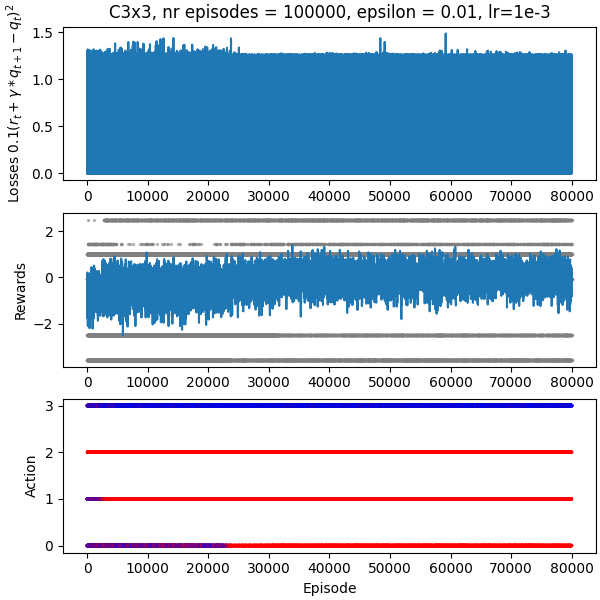 C3x3, nr episodes = 100000, epsilon = 0.01, lr=1e-3
Losses 0.1(r_t + γ * q_{t+1} − q_t)^2
1.5
1.0
0.5
0.0
0 10000 20000 30000 40000 50000 60000 70000 80000
Rewards
2
0
−2
0 10000 20000 30000 40000 50000 60000 70000 80000
Action
3
2
1
0
0 10000 20000 30000 40000 50000 60000 70000 80000
Episode